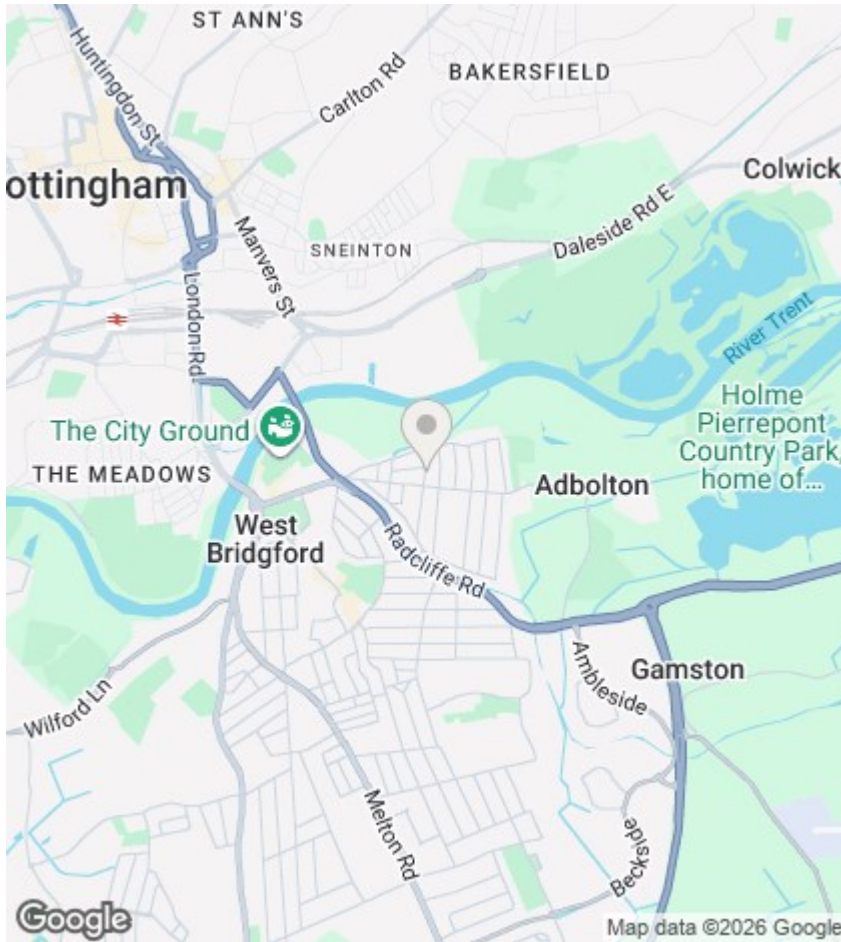 ST ANN'S
Huntingdon St
Carlton Rd
BAKERSFIELD
ottingham
Colwick
Manvers St
SNEINTON
Daleside Rd E
London Rd
River Trent
The City Ground
Holme
Pierrepont
Country Park,
home of...
THE MEADOWS
Adbolton
West
Bridgford
Radcliffe Rd
Ambleside
Gamston
Wilford Ln
Melton Rd
Beckside
Google
Map data ©2026 Google